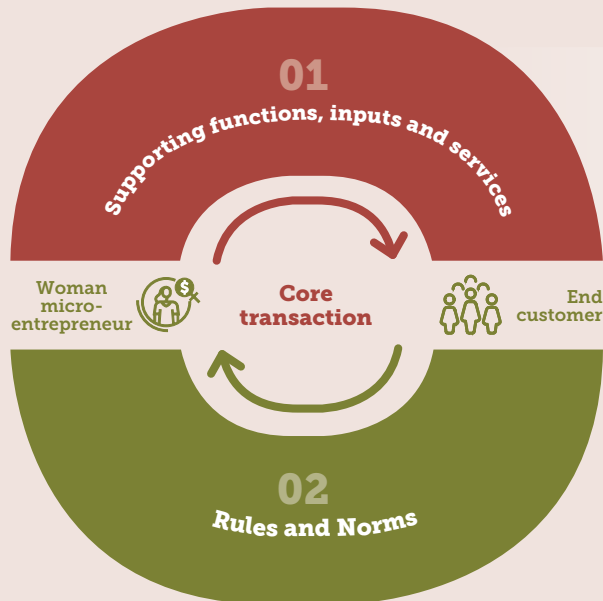 01
Supporting functions, inputs and services
Woman
micro-
entrepreneur
$
Core
transaction
End
customer
02
Rules and Norms